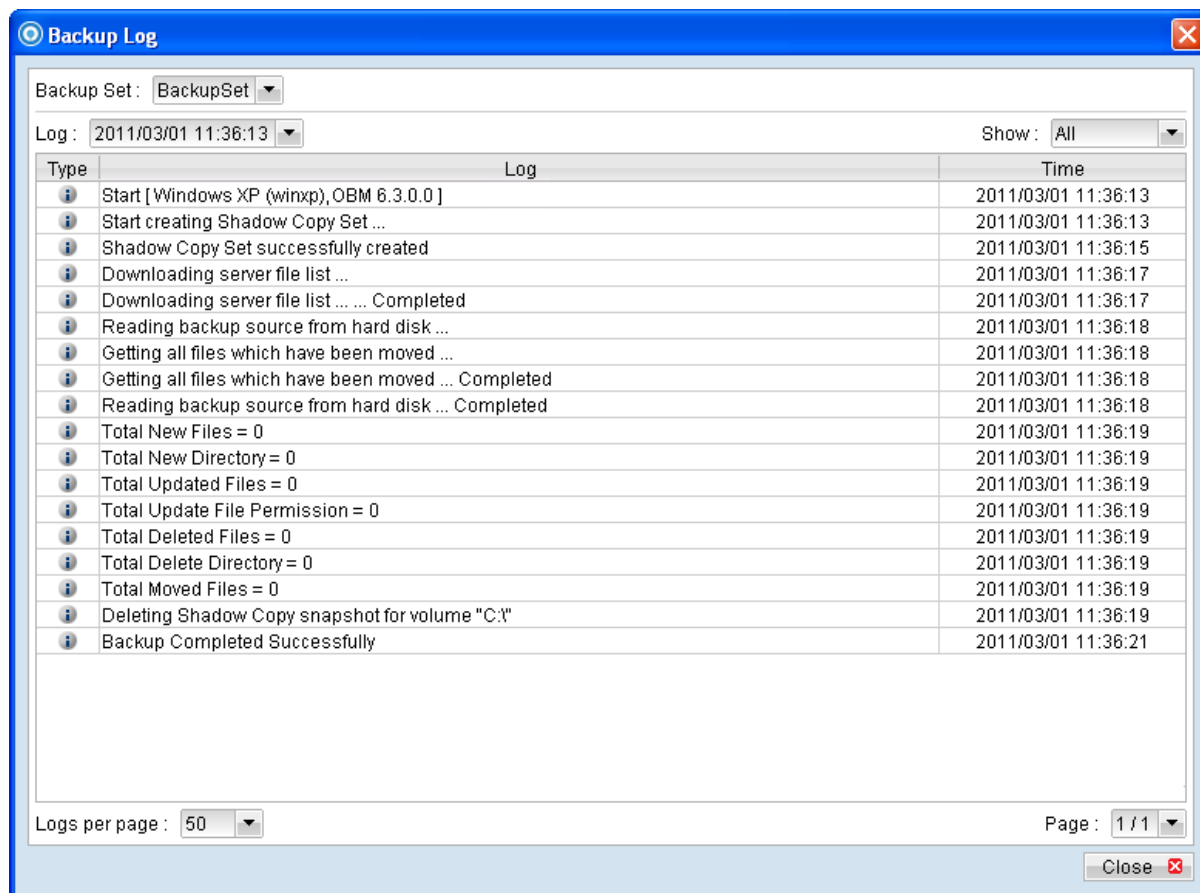 Backup Log
Backup Set : BackupSet
Log : 2011/03/01 11:36:13 Show : All
Type Log Time
Start [ Windows XP (winxp), OBM 6.3.0.0 ] 2011/03/01 11:36:13
Start creating Shadow Copy Set ... 2011/03/01 11:36:13
Shadow Copy Set successfully created 2011/03/01 11:36:15
Downloading server file list ... 2011/03/01 11:36:17
Downloading server file list ... ... Completed 2011/03/01 11:36:17
Reading backup source from hard disk ... 2011/03/01 11:36:18
Getting all files which have been moved ... 2011/03/01 11:36:18
Getting all files which have been moved ... Completed 2011/03/01 11:36:18
Reading backup source from hard disk ... Completed 2011/03/01 11:36:18
Total New Files = 0 2011/03/01 11:36:19
Total New Directory = 0 2011/03/01 11:36:19
Total Updated Files = 0 2011/03/01 11:36:19
Total Update File Permission = 0 2011/03/01 11:36:19
Total Deleted Files = 0 2011/03/01 11:36:19
Total Delete Directory = 0 2011/03/01 11:36:19
Total Moved Files = 0 2011/03/01 11:36:19
Deleting Shadow Copy snapshot for volume "C:\" 2011/03/01 11:36:19
Backup Completed Successfully 2011/03/01 11:36:21
Logs per page : 50 Page : 1 / 1
Close